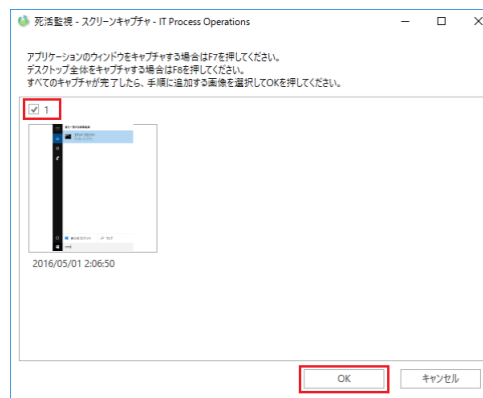 死活監視 - スクリーンキャプチャ - IT Process Operations
アプリケーションのウィンドウをキャプチャする場合はF7を押してください。
デスクトップ全体をキャプチャする場合はF8を押してください。
すべてのキャプチャが完了したら、手順に追加する画像を選択してOKを押してください。
1
2016/05/01 2:06:50
OK
キャンセル